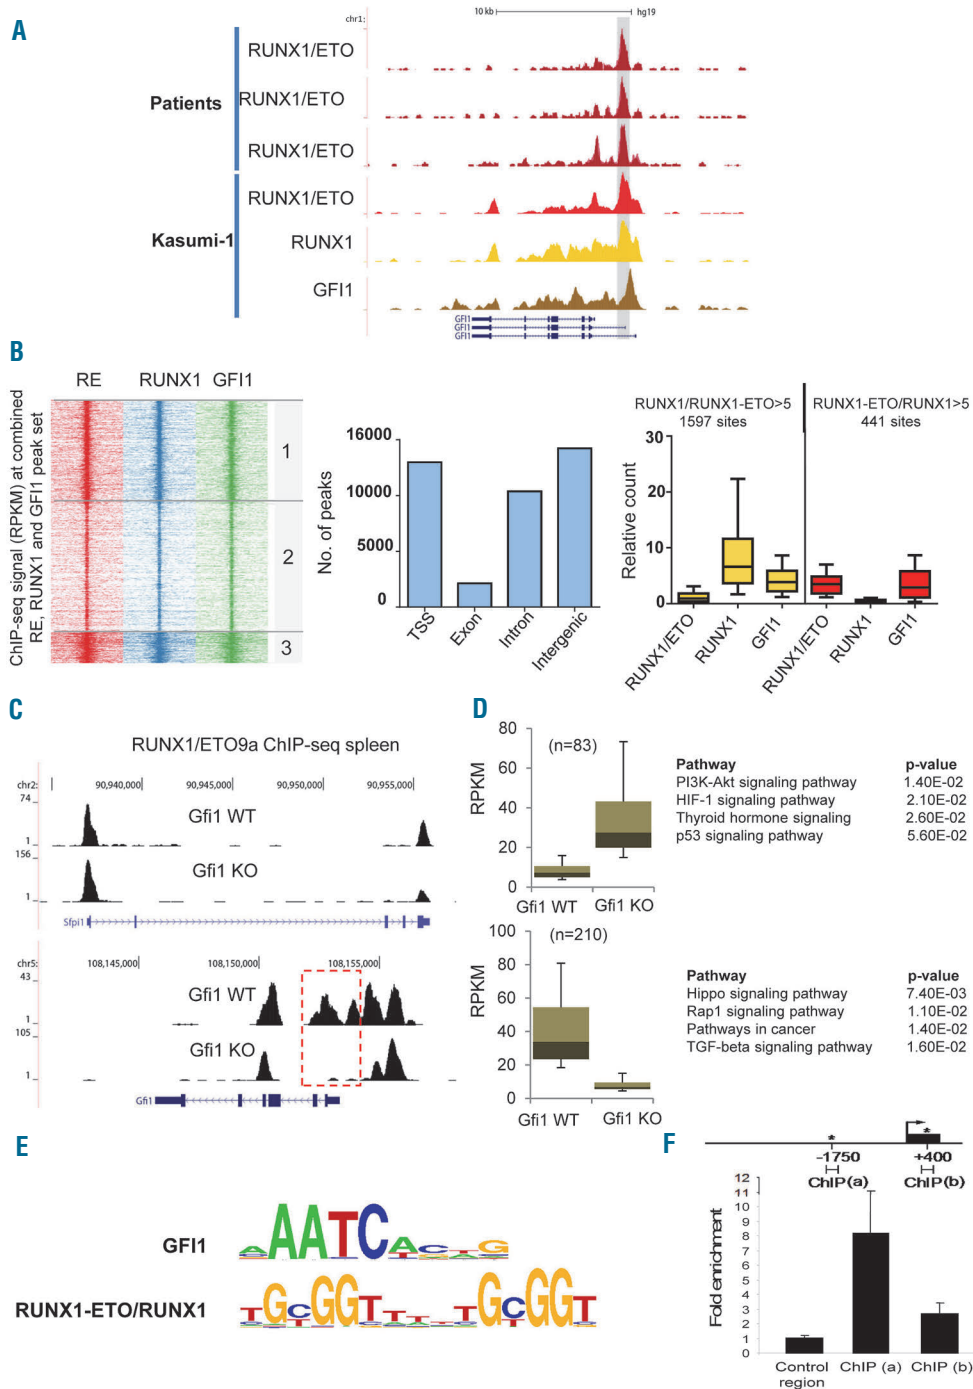 A
10 kb
hg19
chr1:
RUNX1/ETO
Patients
RUNX1/ETO
RUNX1/ETO
RUNX1/ETO
Kasumi-1
RUNX1
GFI1
GFI1
GFI1
GFI1
B
RE RUNX1 GFI1
ChIP-seq signal (RPKM) at combined
RE, RUNX1 and GFI1 peak set
1
2
3
No. of peaks
16000
10000
5000
0
TSS Exon Intron Intergenic
RUNX1/RUNX1-ETO>5
1597 sites
RUNX1-ETO/RUNX1>5
441 sites
Relative count
30
20
10
0
RUNX1/ETO RUNX1 GFI1 RUNX1/ETO RUNX1 GFI1
C
RUNX1/ETO9a ChIP-seq spleen
chr2: 90,940,000 90,945,000 90,950,000 90,955,000
74
Gfi1 WT
1
156
Gfi1 KO
1
Sfpi1
chr5:
108,145,000 108,150,000 108,155,000
43
Gfi1 WT
1
105
Gfi1 KO
1
Gfi1
D
RPKM
80
60
40
20
0
(n=83)
Gfi1 WT Gfi1 KO
Pathway p-value
PI3K-Akt signaling pathway 1.40E-02
HIF-1 signaling pathway 2.10E-02
Thyroid hormone signaling 2.60E-02
p53 signaling pathway 5.60E-02
RPKM
100
80
60
40
20
0
(n=210)
Gfi1 WT Gfi1 KO
Pathway p-value
Hippo signaling pathway 7.40E-03
Rap1 signaling pathway 1.10E-02
Pathways in cancer 1.40E-02
TGF-beta signaling pathway 1.60E-02
E
GFI1
RUNX1-ETO/RUNX1
F
* *
-1750 +400
ChIP(a) ChIP(b)
Fold enrichment
12
11
10
9
8
7
6
5
4
3
2
1
0
Control
region
ChIP (a) ChIP (b)